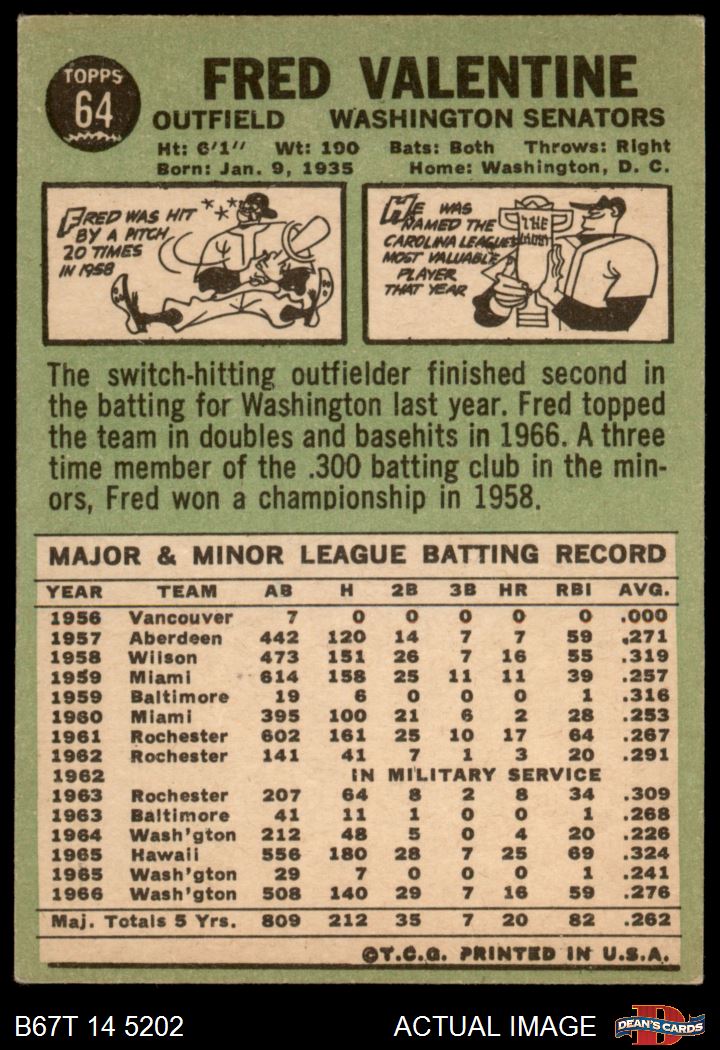 TOPPS
64
FRED VALENTINE
OUTFIELD WASHINGTON SENATORS
Ht: 6'1" Wt: 190 Bats: Both Throws: Right
Born: Jan. 9, 1935 Home: Washington, D. C.
FRED WAS HIT
BY A PITCH
20 TIMES
IN 1958
HE WAS
NAMED THE
CAROLINA LEAGUE
MOST VALUABLE
PLAYER
THAT YEAR
THE
The switch-hitting outfielder finished second in
the batting for Washington last year. Fred topped
the team in doubles and basehits in 1966. A three
time member of the .300 batting club in the min-
ors, Fred won a championship in 1958.
MAJOR & MINOR LEAGUE BATTING RECORD
YEAR TEAM AB H 2B 3B HR RBI AVG.
1956 Vancouver 7 0 0 0 0 0 .000
1957 Aberdeen 442 120 14 7 7 59 .271
1958 Wilson 473 151 26 7 16 55 .319
1959 Miami 614 158 25 11 11 39 .257
1959 Baltimore 19 6 0 0 0 1 .316
1960 Miami 395 100 21 6 2 28 .253
1961 Rochester 602 161 25 10 17 64 .267
1962 Rochester 141 41 7 1 3 20 .291
1962 IN MILITARY SERVICE
1963 Rochester 207 64 8 2 8 34 .309
1963 Baltimore 41 11 1 0 0 1 .268
1964 Wash'gton 212 48 5 0 4 20 .226
1965 Hawaii 556 180 28 7 25 69 .324
1965 Wash'gton 29 7 0 0 0 1 .241
1966 Wash'gton 508 140 29 7 16 59 .276
Maj. Totals 5 Yrs. 809 212 35 7 20 82 .262
©T.C.G. PRINTED IN U.S.A.
B67T 14 5202 ACTUAL IMAGE
DEAN'S CARDS